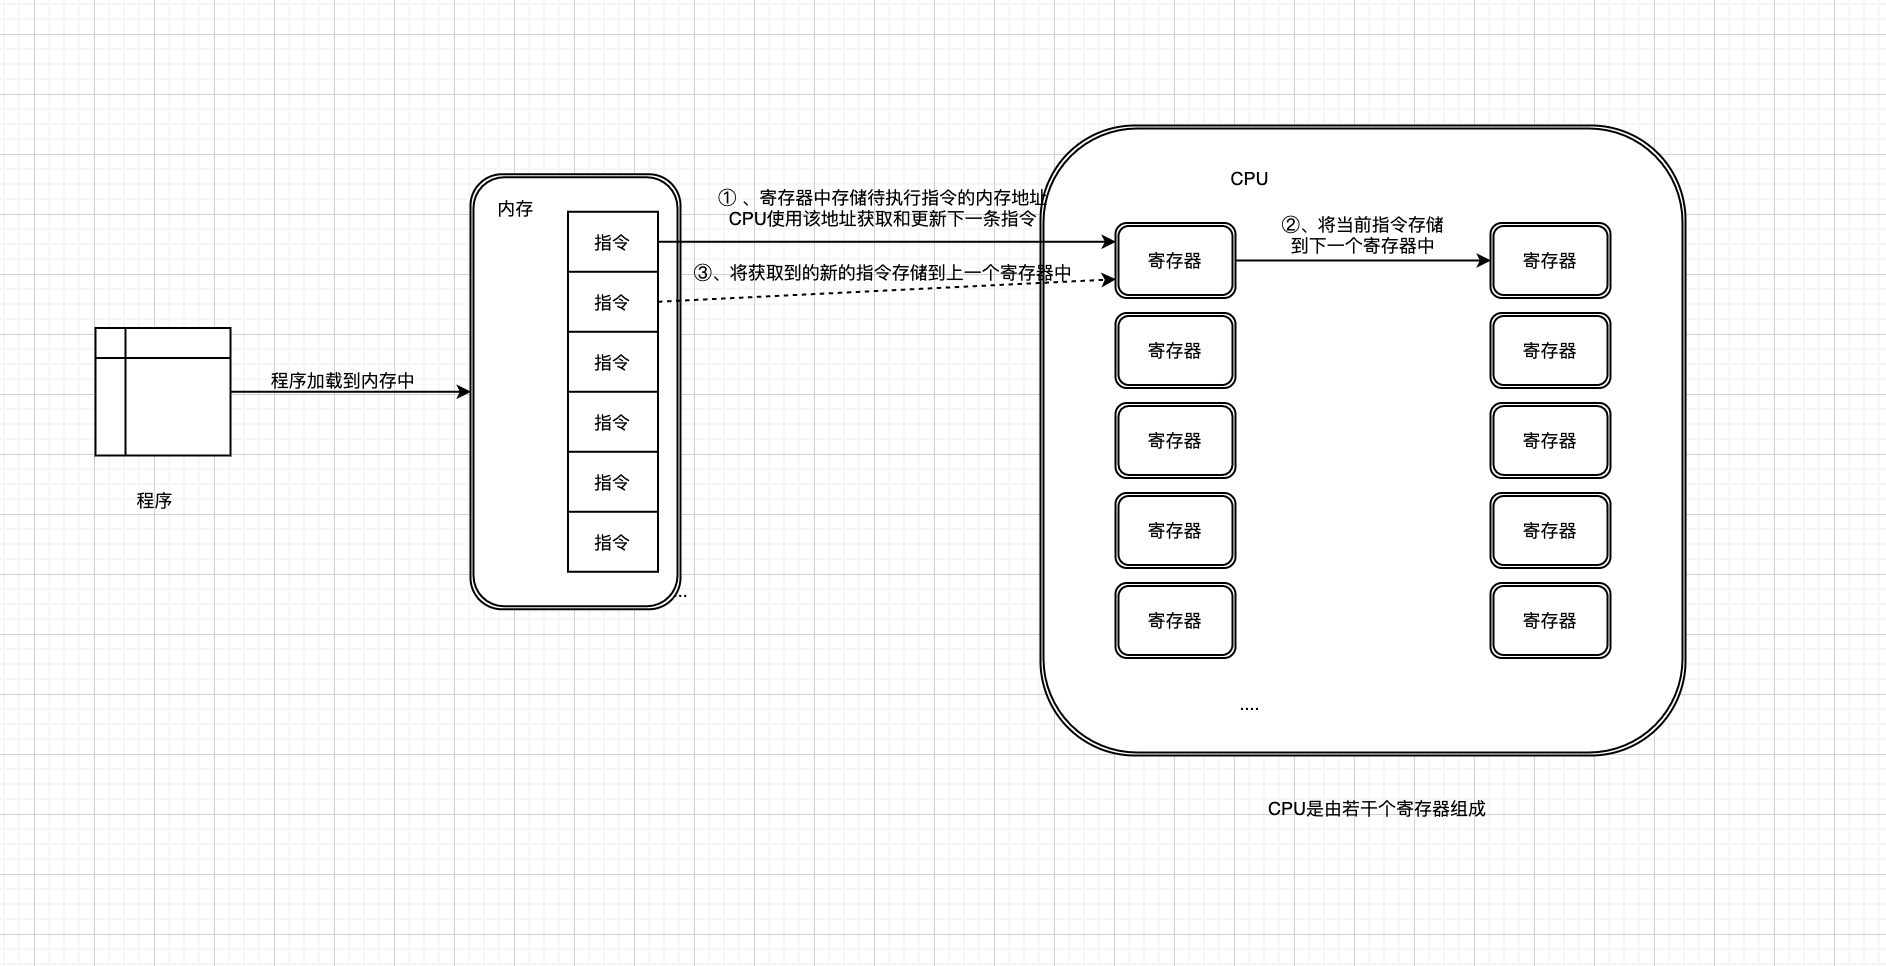 CPU
内存
①、寄存器中存储待执行指令的内存地址
CPU使用该地址获取和更新下一条指令
②、将当前指令存储
到下一个寄存器中
③、将获取到的新的指令存储到上一个寄存器中
指令
指令
指令
指令
指令
指令
...
寄存器
寄存器
寄存器
寄存器
寄存器
寄存器
寄存器
寄存器
寄存器
寄存器
....
程序加载到内存中
程序
CPU是由若干个寄存器组成